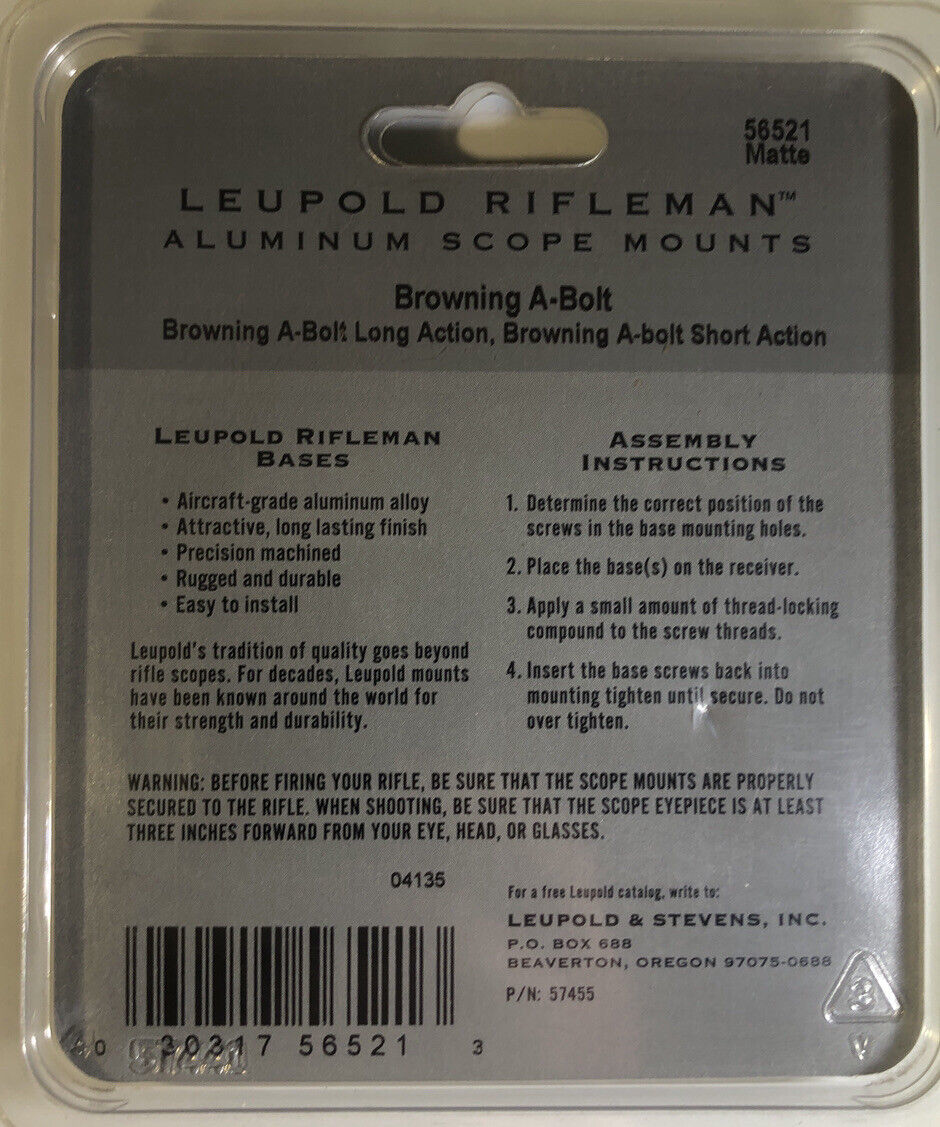 56521
Matte
LEUPOLD RIFLEMAN™
ALUMINUM SCOPE MOUNTS
Browning A-Bolt
Browning A-Bolt Long Action, Browning A-bolt Short Action
LEUPOLD RIFLEMAN
BASES
• Aircraft-grade aluminum alloy
• Attractive, long lasting finish
• Precision machined
• Rugged and durable
• Easy to install
Leupold's tradition of quality goes beyond
rifle scopes. For decades, Leupold mounts
have been known around the world for
their strength and durability.
ASSEMBLY
INSTRUCTIONS
1. Determine the correct position of the
screws in the base mounting holes.
2. Place the base(s) on the receiver.
3. Apply a small amount of thread-locking
compound to the screw threads.
4. Insert the base screws back into
mounting tighten until secure. Do not
over tighten.
WARNING: BEFORE FIRING YOUR RIFLE, BE SURE THAT THE SCOPE MOUNTS ARE PROPERLY
SECURED TO THE RIFLE. WHEN SHOOTING, BE SURE THAT THE SCOPE EYEPIECE IS AT LEAST
THREE INCHES FORWARD FROM YOUR EYE, HEAD, OR GLASSES.
04135
0 30317 56521 3
For a free Leupold catalog, write to:
LEUPOLD & STEVENS, INC.
P.O. BOX 688
BEAVERTON, OREGON 97075-0688
P/N: 57455
3
V